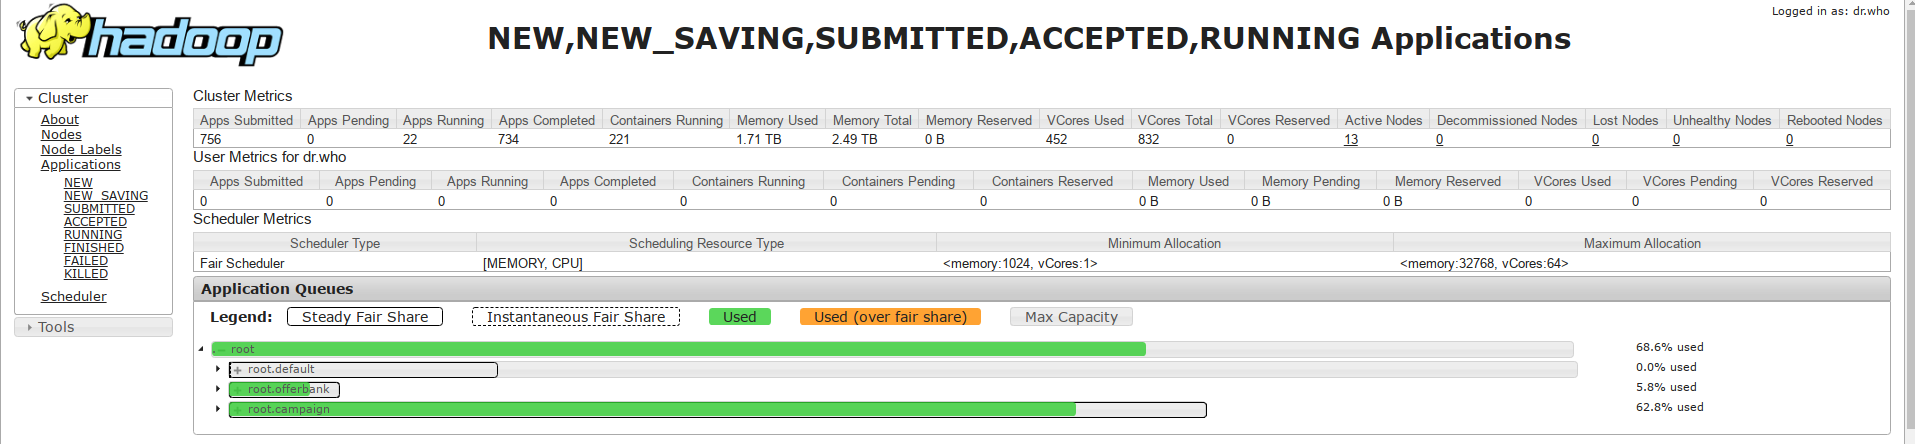 Logged in as: dr.who
hadoop
NEW,NEW_SAVING,SUBMITTED,ACCEPTED,RUNNING Applications
Cluster
About
Nodes
Node Labels
Applications
NEW
NEW_SAVING
SUBMITTED
ACCEPTED
RUNNING
FINISHED
FAILED
KILLED
Scheduler
Tools
Cluster Metrics
Apps Submitted Apps Pending Apps Running Apps Completed Containers Running Memory Used Memory Total Memory Reserved VCores Used VCores Total VCores Reserved Active Nodes Decommissioned Nodes Lost Nodes Unhealthy Nodes Rebooted Nodes
756 0 22 734 221 1.71 TB 2.49 TB 0 B 452 832 0 13 0 0 0 0
User Metrics for dr.who
Apps Submitted Apps Pending Apps Running Apps Completed Containers Running Containers Pending Containers Reserved Memory Used Memory Pending Memory Reserved VCores Used VCores Pending VCores Reserved
0 0 0 0 0 0 0 0 B 0 B 0 B 0 0 0
Scheduler Metrics
Scheduler Type Scheduling Resource Type Minimum Allocation Maximum Allocation
Fair Scheduler [MEMORY, CPU] <memory:1024, vCores:1> <memory:32768, vCores:64>
Application Queues
Legend: Steady Fair Share Instantaneous Fair Share Used Used (over fair share) Max Capacity
root 68.6% used
root.default 0.0% used
root.offerbank 5.8% used
root.campaign 62.8% used